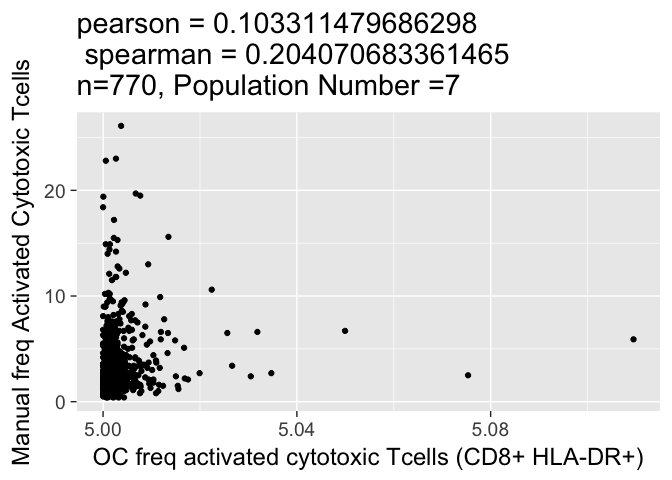 pearson = 0.103311479686298
spearman = 0.204070683361465
n=770, Population Number =7
Manual freq Activated Cytotoxic Tcells
20
10
0
5.00 5.04 5.08
OC freq activated cytotoxic Tcells (CD8+ HLA-DR+)